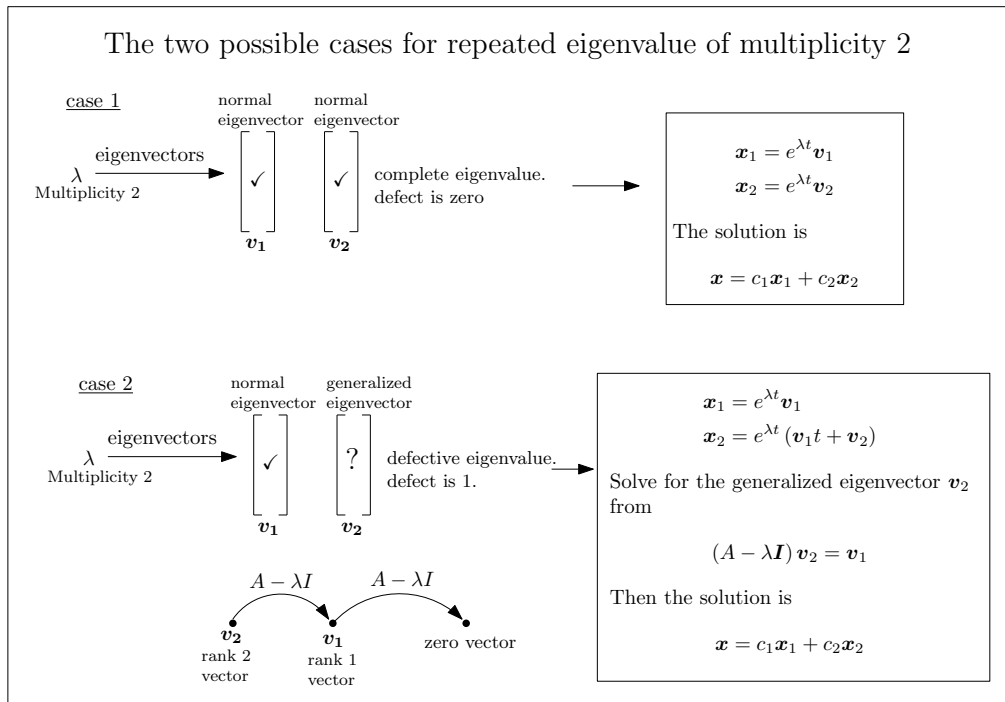 The two possible cases for repeated eigenvalue of multiplicity 2
case 1
normal
eigenvector
normal
eigenvector
eigenvectors
λ
Multiplicity 2
✓
✓
v₁
v₂
complete eigenvalue.
defect is zero
x₁ = e^{λt}v₁
x₂ = e^{λt}v₂
The solution is
x = c₁x₁ + c₂x₂
case 2
normal
eigenvector
generalized
eigenvector
eigenvectors
λ
Multiplicity 2
✓
?
v₁
v₂
defective eigenvalue.
defect is 1.
x₁ = e^{λt}v₁
x₂ = e^{λt} (v₁t + v₂)
Solve for the generalized eigenvector v₂
from
(A − λI) v₂ = v₁
Then the solution is
x = c₁x₁ + c₂x₂
A − λI
A − λI
v₂
rank 2
vector
v₁
rank 1
vector
zero vector